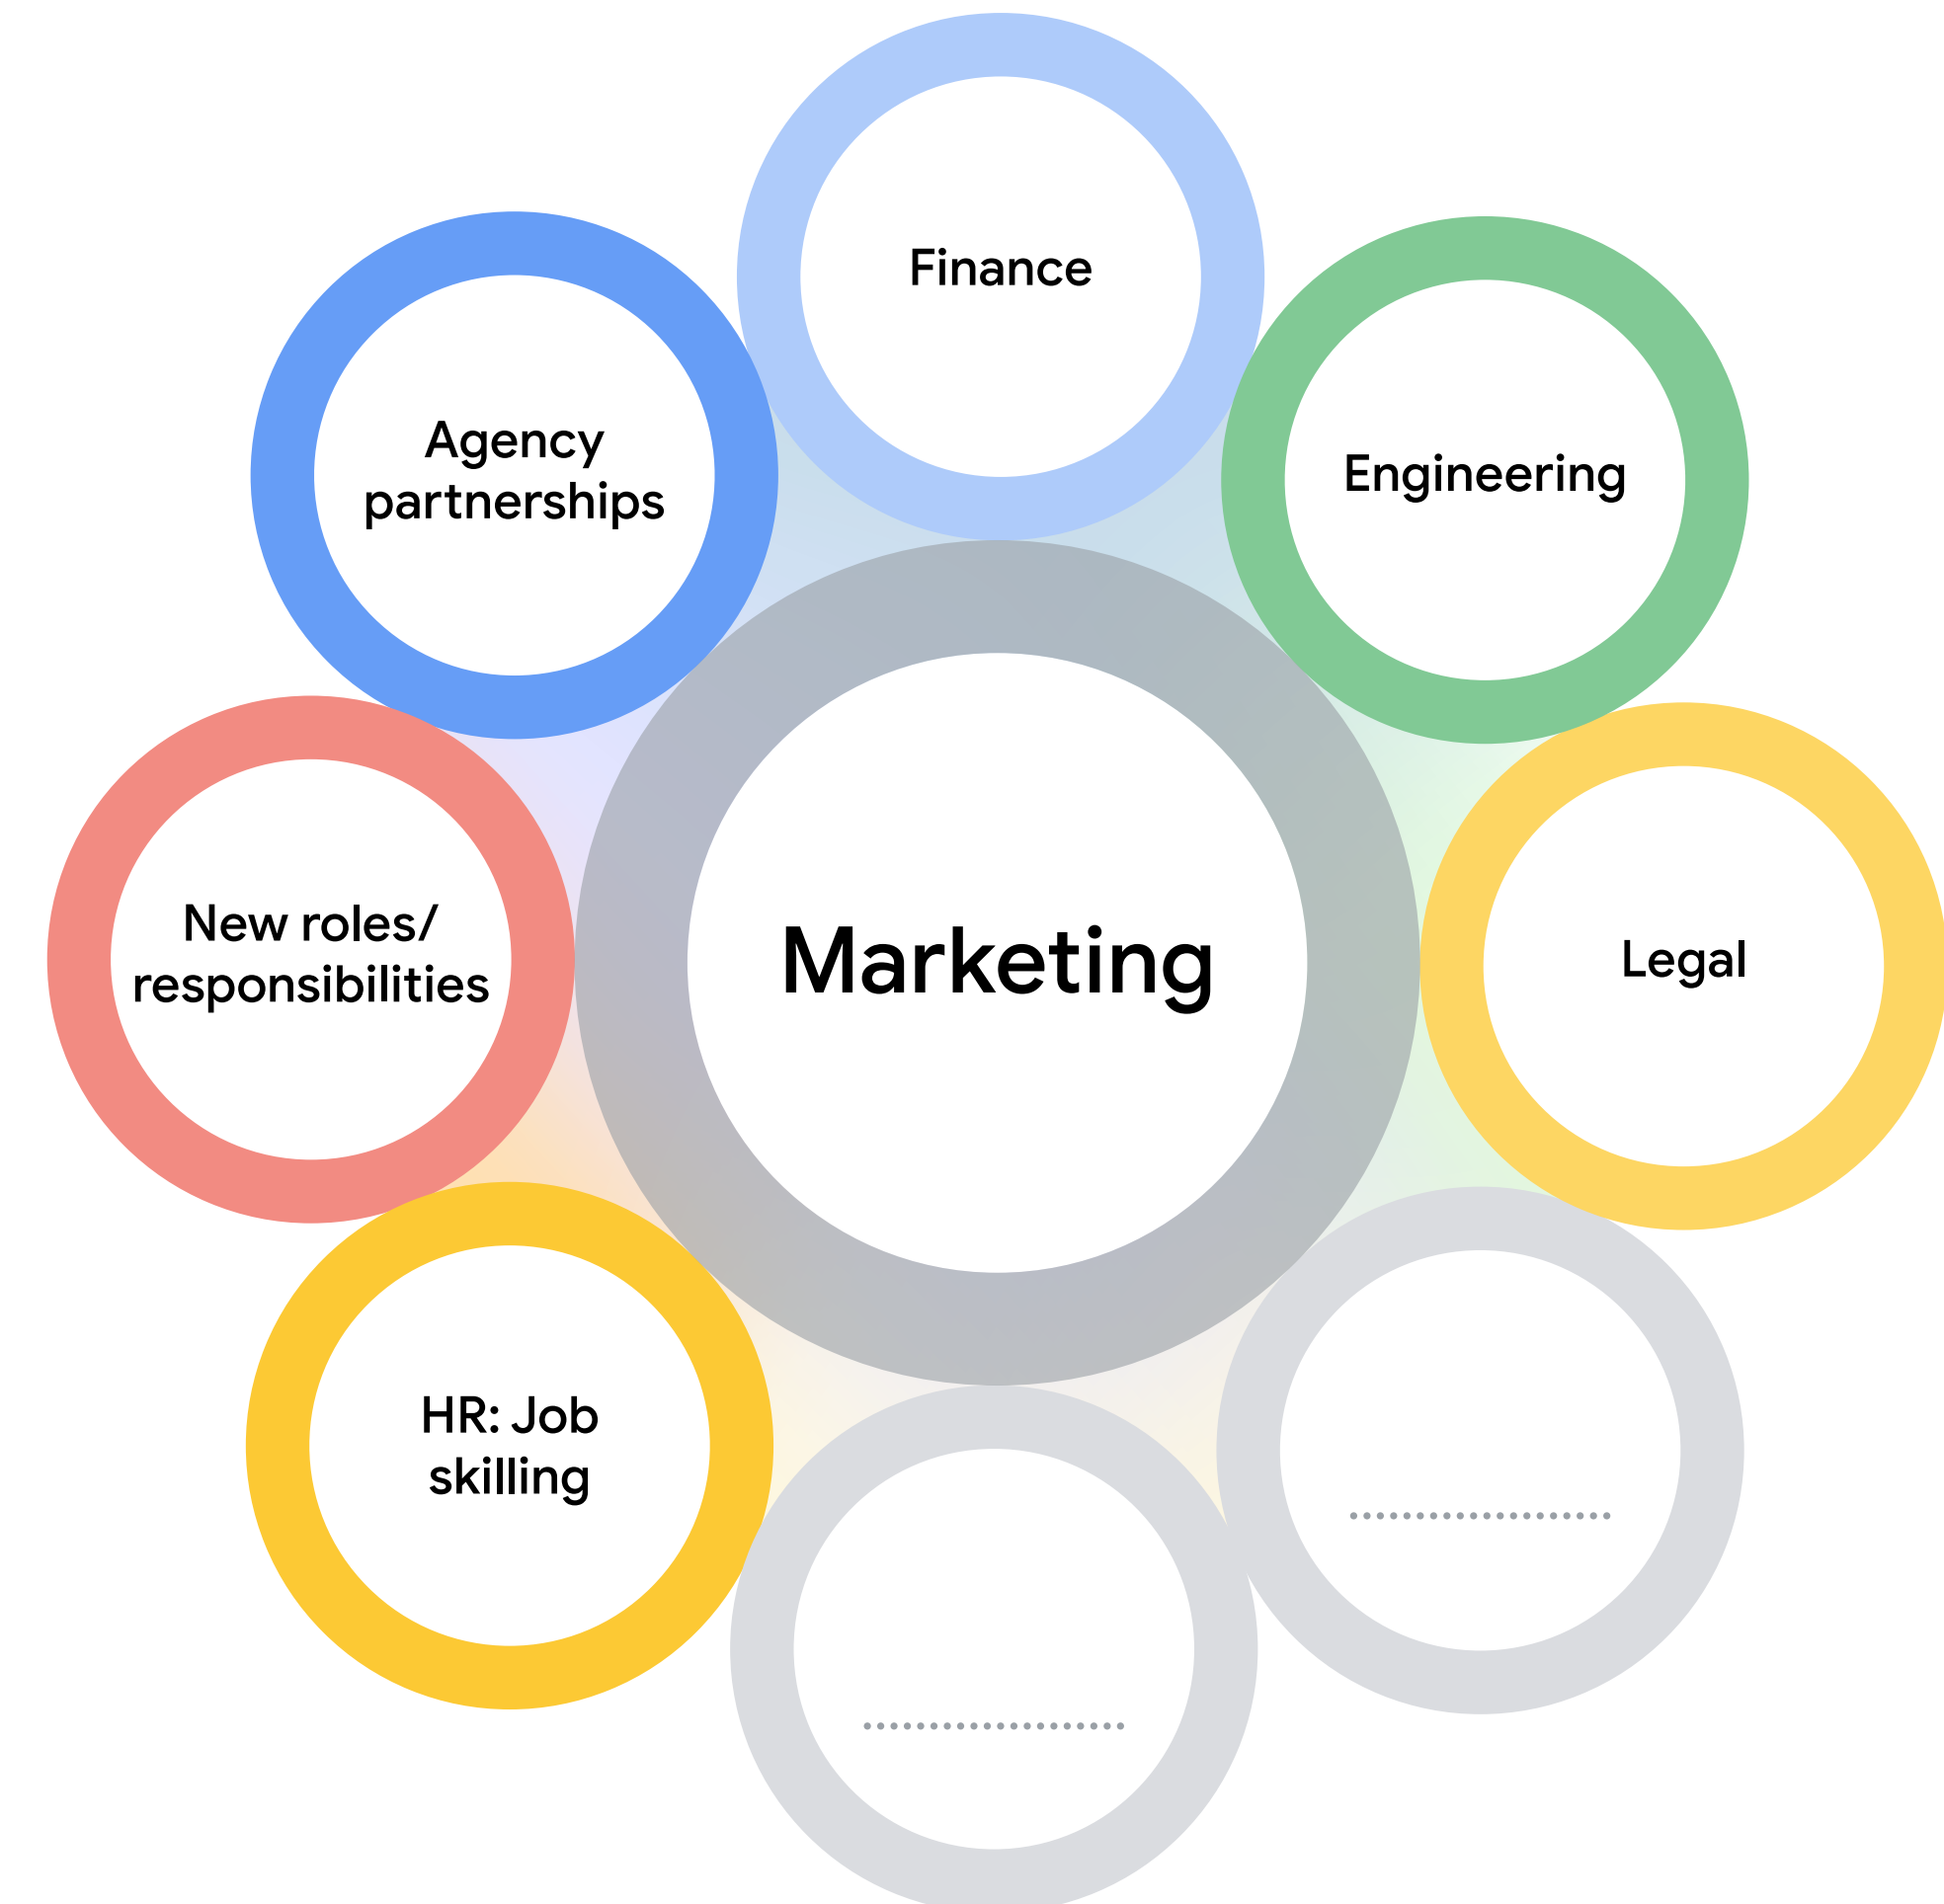 Finance
Agency
partnerships
Engineering
New roles/
responsibilities
Marketing
Legal
HR: Job
skilling